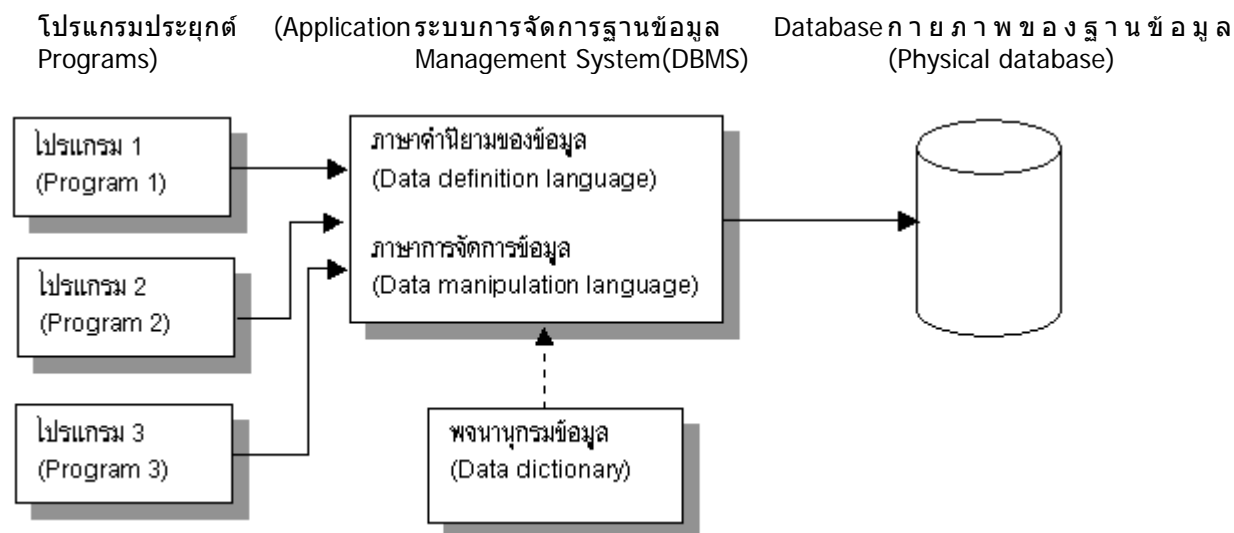 โปรแกรมประยุกต์ (Application ระบบการจัดการฐานข้อมูล Database กายภาพของฐานข้อมูล
Programs) Management System(DBMS) (Physical database)
โปรแกรม 1
(Program 1)
ภาษาคำนิยามของข้อมูล
(Data definition language)
ภาษาการจัดการข้อมูล
(Data manipulation language)
โปรแกรม 2
(Program 2)
โปรแกรม 3
(Program 3)
พจนานุกรมข้อมูล
(Data dictionary)